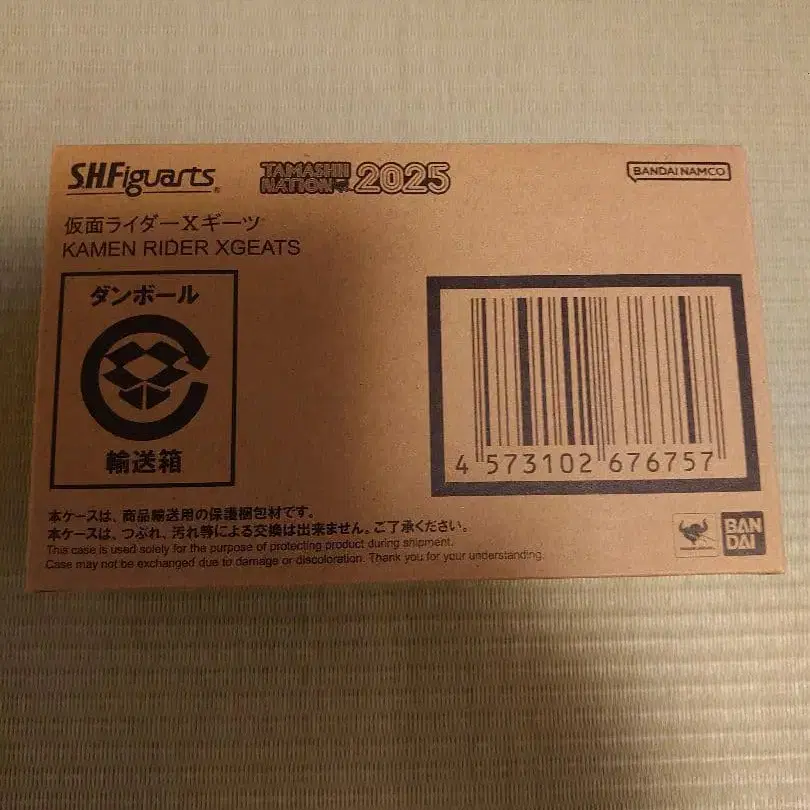 S.H.Figuarts
TAMASHII NATION 2025
BANDAI NAMCO
仮面ライダーXギーツ
KAMEN RIDER XGEATS
ダンボール
輸送箱
4 573102 676757
本ケースは、商品輸送用の保護梱包材です。
本ケースは、つぶれ、汚れ等による交換は出来ません。ご了承ください。
This case is used solely for the purpose of protecting product during shipment.
Case may not be exchanged due to damage or discoloration. Thank you for your understanding.
BAN
DAI